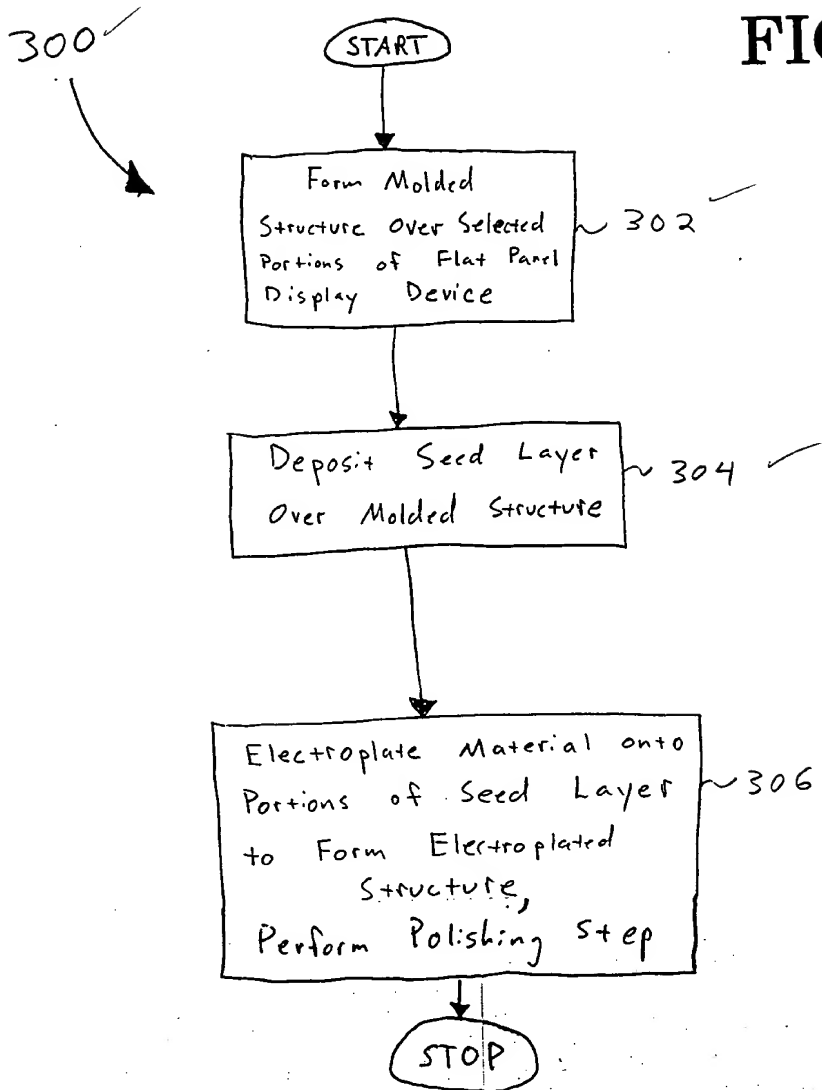 300
START
FIG
Form Molded
Structure Over Selected
Portions of Flat Panel
Display Device
302
Deposit Seed Layer
Over Molded Structure
304
Electroplate Material onto
Portions of Seed Layer
to Form Electroplated
Structure,
Perform Polishing Step
306
STOP